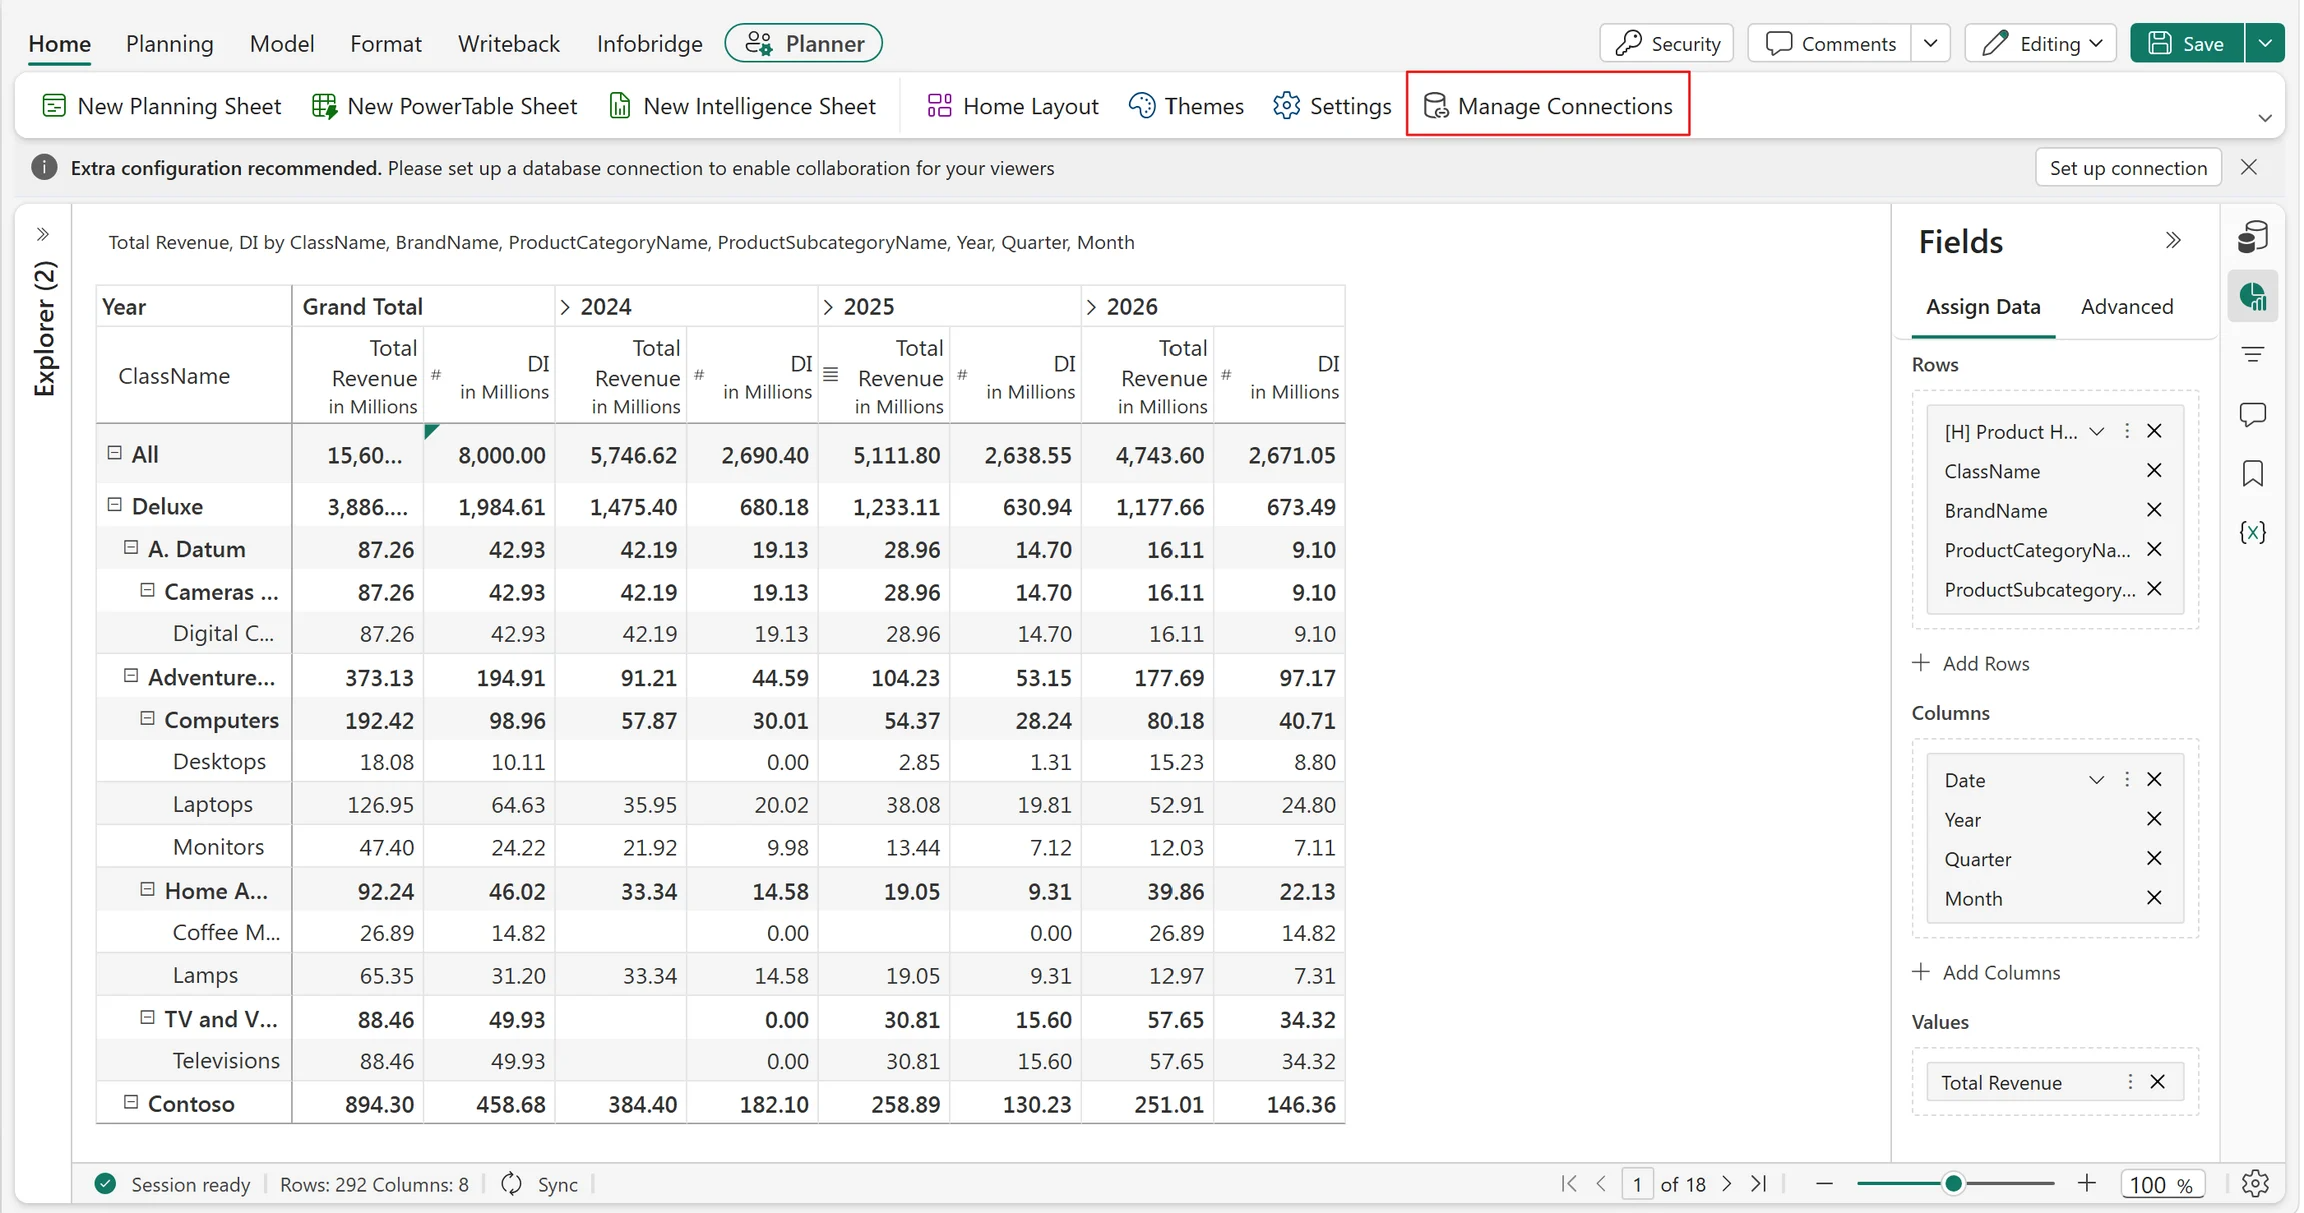 Home Planning Model Format Writeback Infobridge Planner Security Comments Editing Save
New Planning Sheet New PowerTable Sheet New Intelligence Sheet Home Layout Themes Settings Manage Connections
Extra configuration recommended. Please set up a database connection to enable collaboration for your viewers Set up connection
Explorer (2)
Total Revenue, DI by ClassName, BrandName, ProductCategoryName, ProductSubcategoryName, Year, Quarter, Month
Year Grand Total 2024 2025 2026
ClassName Total Revenue in Millions # DI in Millions Total Revenue in Millions # DI in Millions Total Revenue in Millions # DI in Millions Total Revenue in Millions # DI in Millions
All 15,60... 8,000.00 5,746.62 2,690.40 5,111.80 2,638.55 4,743.60 2,671.05
Deluxe 3,886.... 1,984.61 1,475.40 680.18 1,233.11 630.94 1,177.66 673.49
A. Datum 87.26 42.93 42.19 19.13 28.96 14.70 16.11 9.10
Cameras ... 87.26 42.93 42.19 19.13 28.96 14.70 16.11 9.10
Digital C... 87.26 42.93 42.19 19.13 28.96 14.70 16.11 9.10
Adventure... 373.13 194.91 91.21 44.59 104.23 53.15 177.69 97.17
Computers 192.42 98.96 57.87 30.01 54.37 28.24 80.18 40.71
Desktops 18.08 10.11 0.00 2.85 1.31 15.23 8.80
Laptops 126.95 64.63 35.95 20.02 38.08 19.81 52.91 24.80
Monitors 47.40 24.22 21.92 9.98 13.44 7.12 12.03 7.11
Home A... 92.24 46.02 33.34 14.58 19.05 9.31 39.86 22.13
Coffee M... 26.89 14.82 0.00 0.00 26.89 14.82
Lamps 65.35 31.20 33.34 14.58 19.05 9.31 12.97 7.31
TV and V... 88.46 49.93 0.00 30.81 15.60 57.65 34.32
Televisions 88.46 49.93 0.00 30.81 15.60 57.65 34.32
Contoso 894.30 458.68 384.40 182.10 258.89 130.23 251.01 146.36
Fields
Assign Data Advanced
Rows
[H] Product H...
ClassName
BrandName
ProductCategoryNa...
ProductSubcategory...
Add Rows
Columns
Date
Year
Quarter
Month
Add Columns
Values
Total Revenue
Session ready Rows: 292 Columns: 8 Sync 1 of 18 100 %